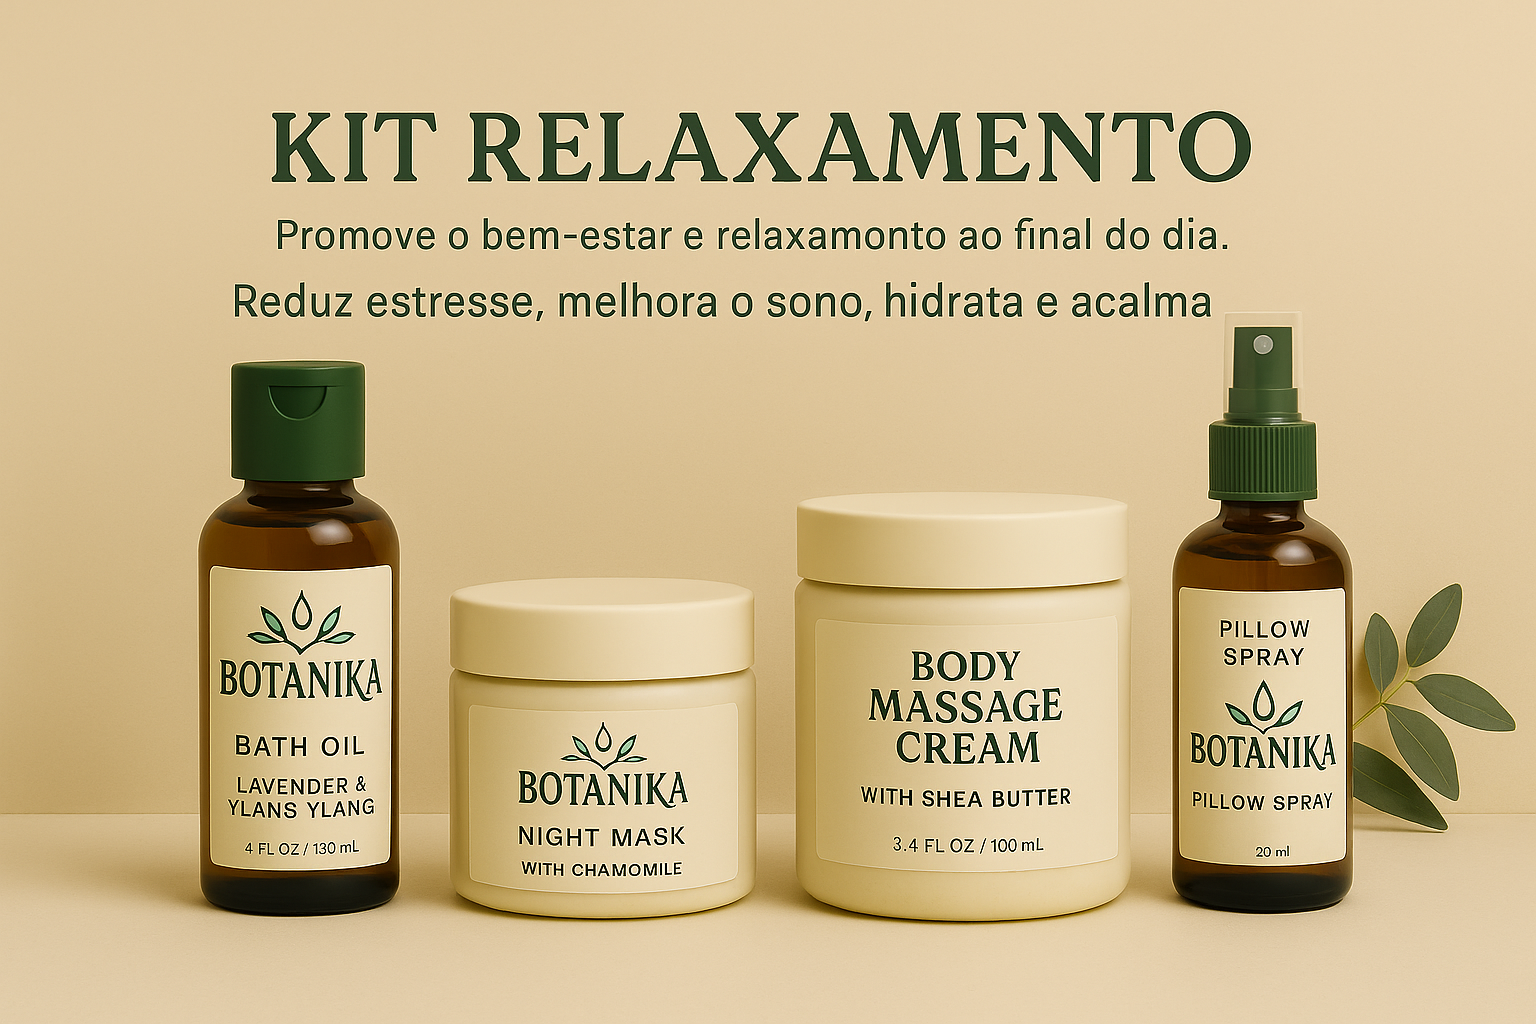 KIT RELAXAMENTO
Promove o bem-estar e relaxamonto ao final do dia.
Reduz estresse, melhora o sono, hidrata e acalma
BOTANIKA
BATH OIL
LAVENDER &
YLANS YLANG
4 FL OZ / 130 mL
BOTANIKA
NIGHT MASK
WITH CHAMOMILE
BODY
MASSAGE
CREAM
WITH SHEA BUTTER
3.4 FL OZ / 100 mL
PILLOW
SPRAY
BOTANIKA
PILLOW SPRAY
20 ml